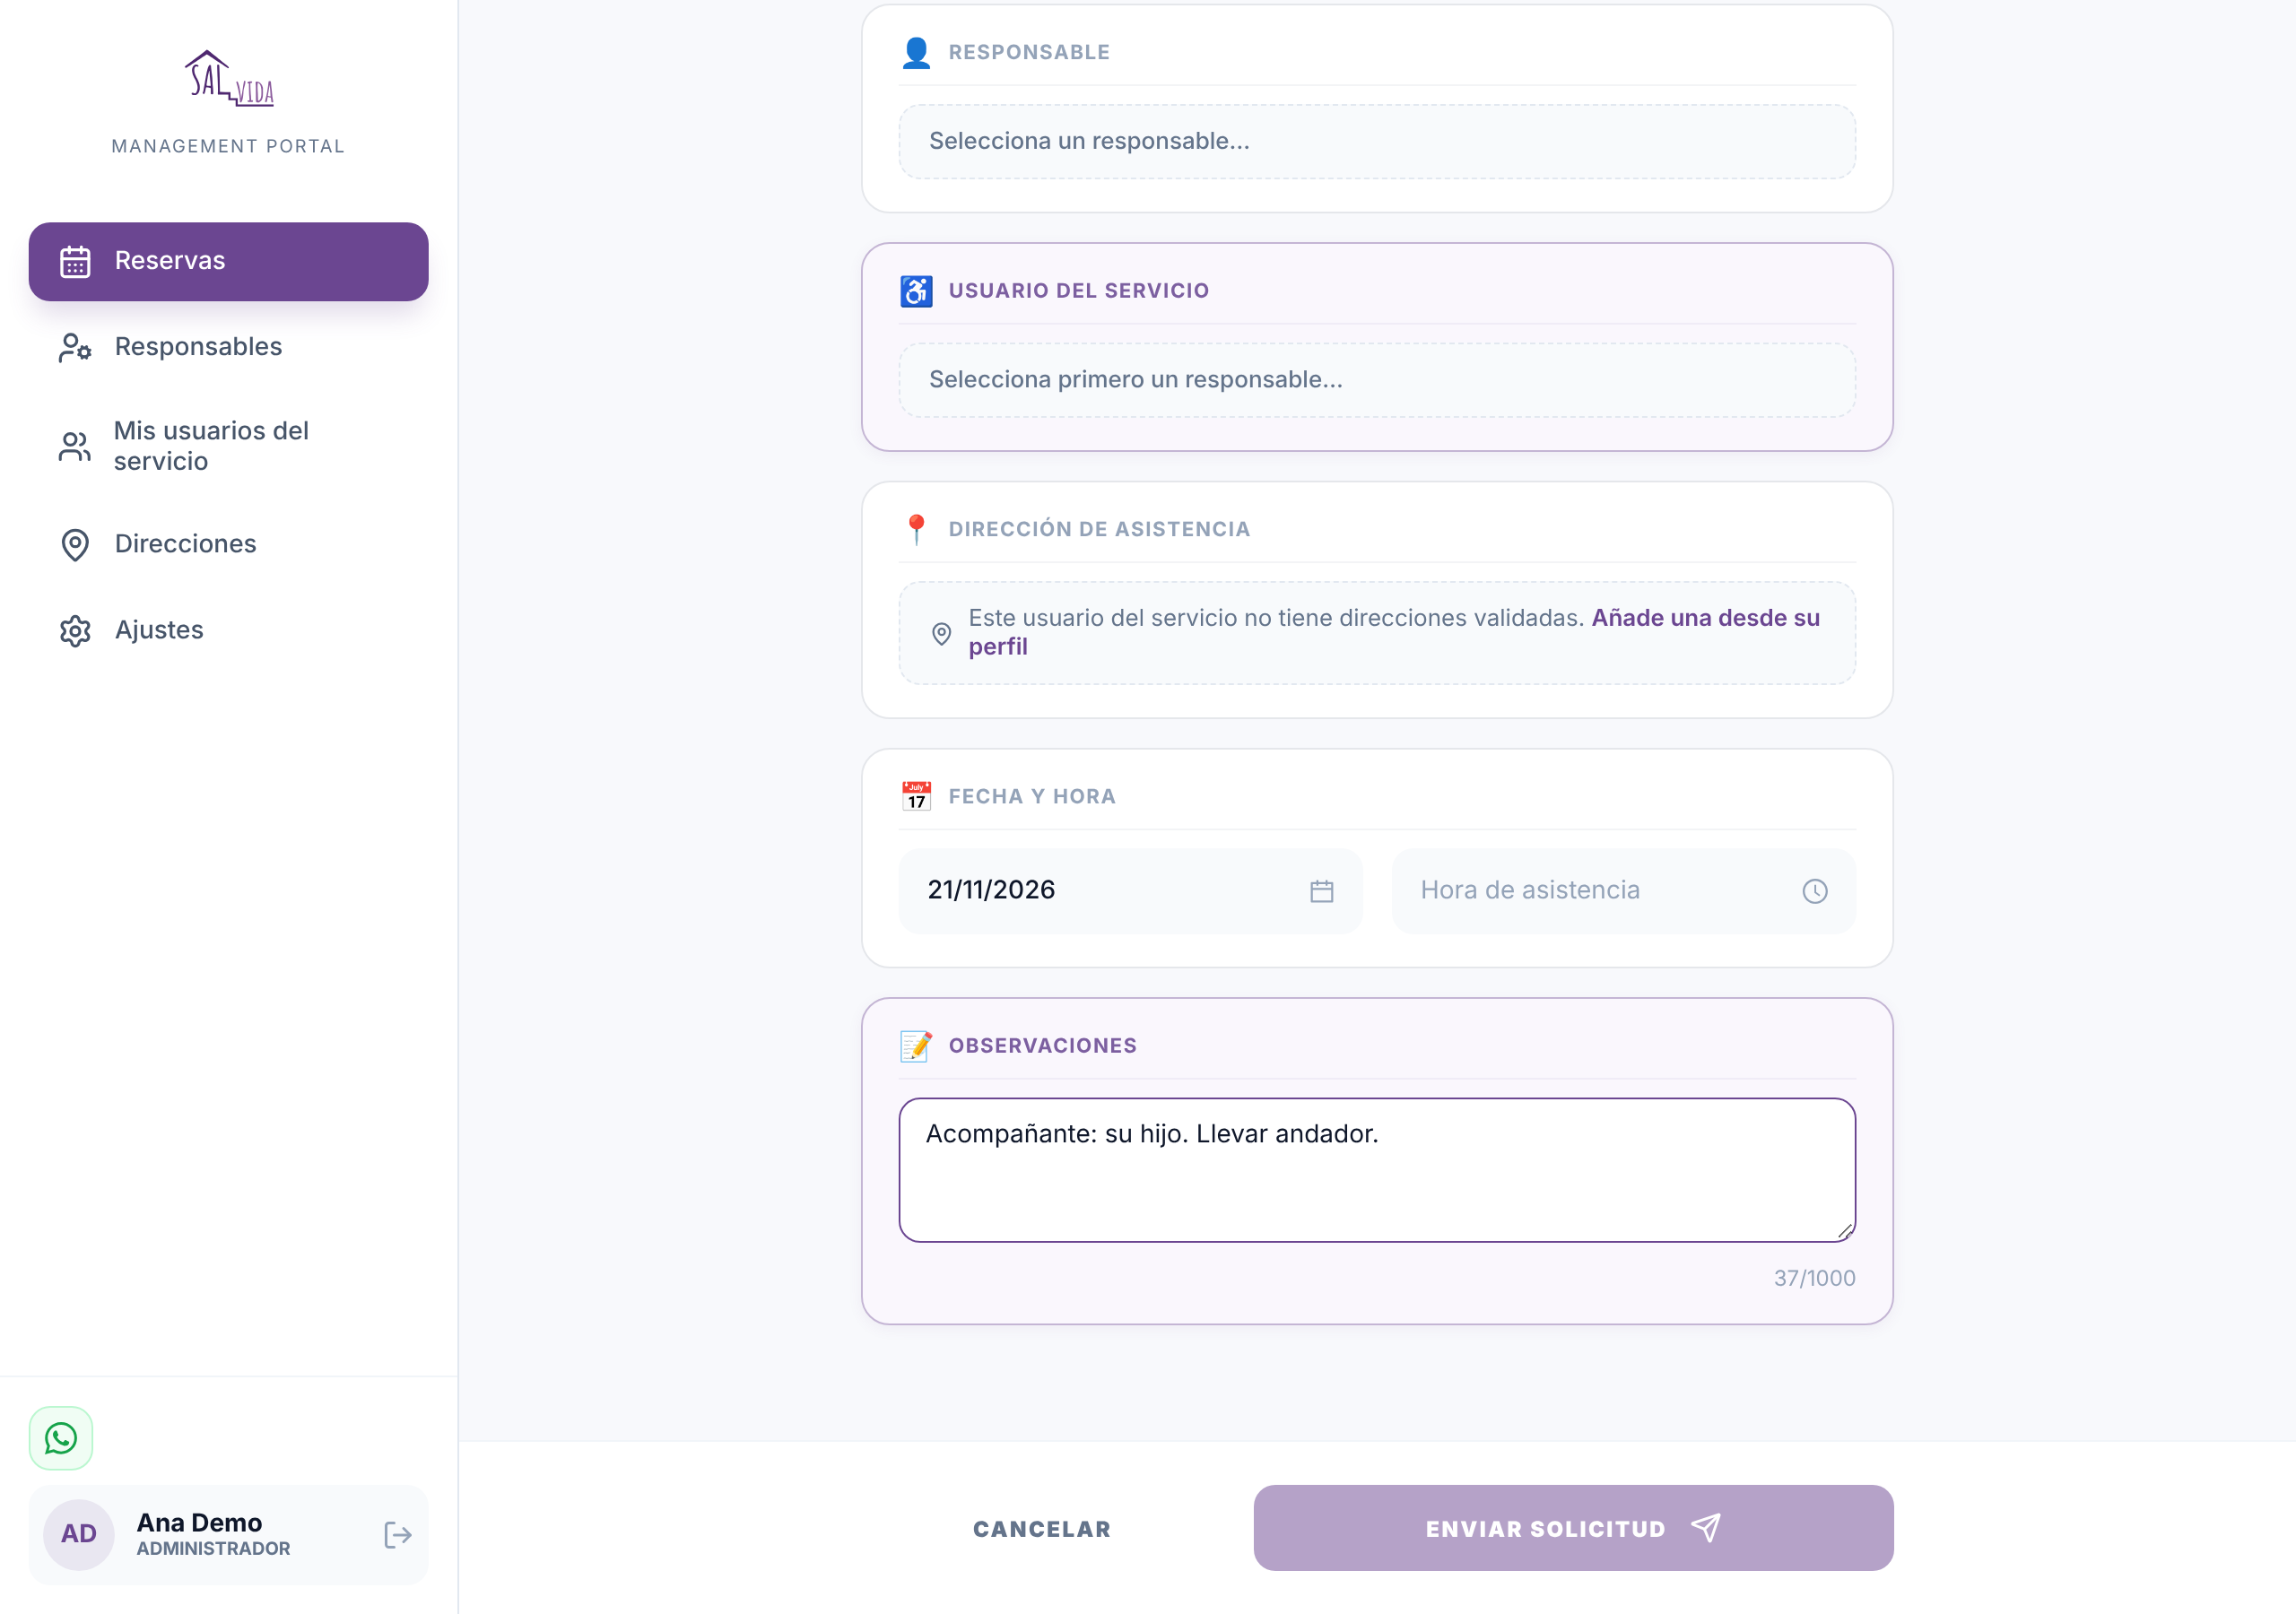 SAL VIDA
MANAGEMENT PORTAL
Reservas
Responsables
Mis usuarios del
servicio
Direcciones
Ajustes
AD
Ana Demo
ADMINISTRADOR
RESPONSABLE
Selecciona un responsable...
USUARIO DEL SERVICIO
Selecciona primero un responsable...
DIRECCIÓN DE ASISTENCIA
Este usuario del servicio no tiene direcciones validadas. Añade una desde su
perfil
July
17
FECHA Y HORA
21/11/2026
Hora de asistencia
OBSERVACIONES
Acompañante: su hijo. Llevar andador.
37/1000
CANCELAR
ENVIAR SOLICITUD